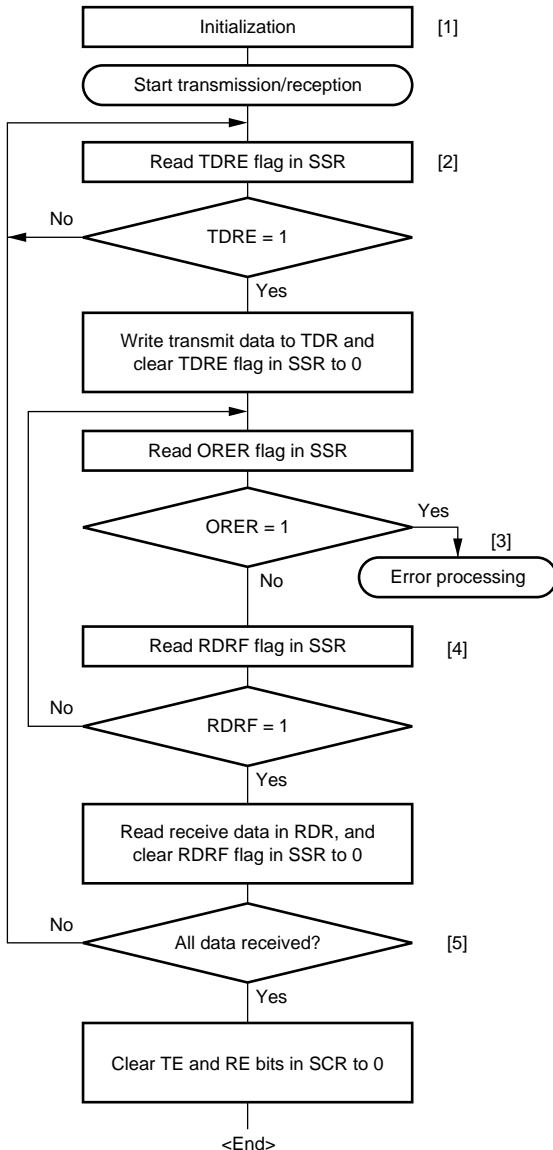 Initialization
[1]
Start transmission/reception
Read TDRE flag in SSR
[2]
No
TDRE = 1
Yes
Write transmit data to TDR and
clear TDRE flag in SSR to 0
Read ORER flag in SSR
Yes
ORER = 1
[3]
No
Error processing
Read RDRF flag in SSR
[4]
No
RDRF = 1
Yes
Read receive data in RDR, and
clear RDRF flag in SSR to 0
No
All data received?
[5]
Yes
Clear TE and RE bits in SCR to 0
<End>